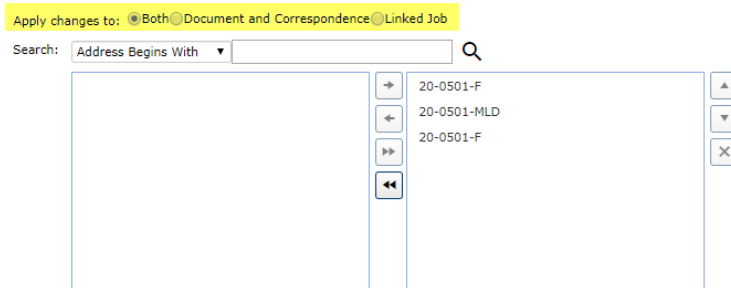 Apply changes to: Both Document and Correspondence Linked Job
Search: Address Begins With
20-0501-F
20-0501-MLD
20-0501-F